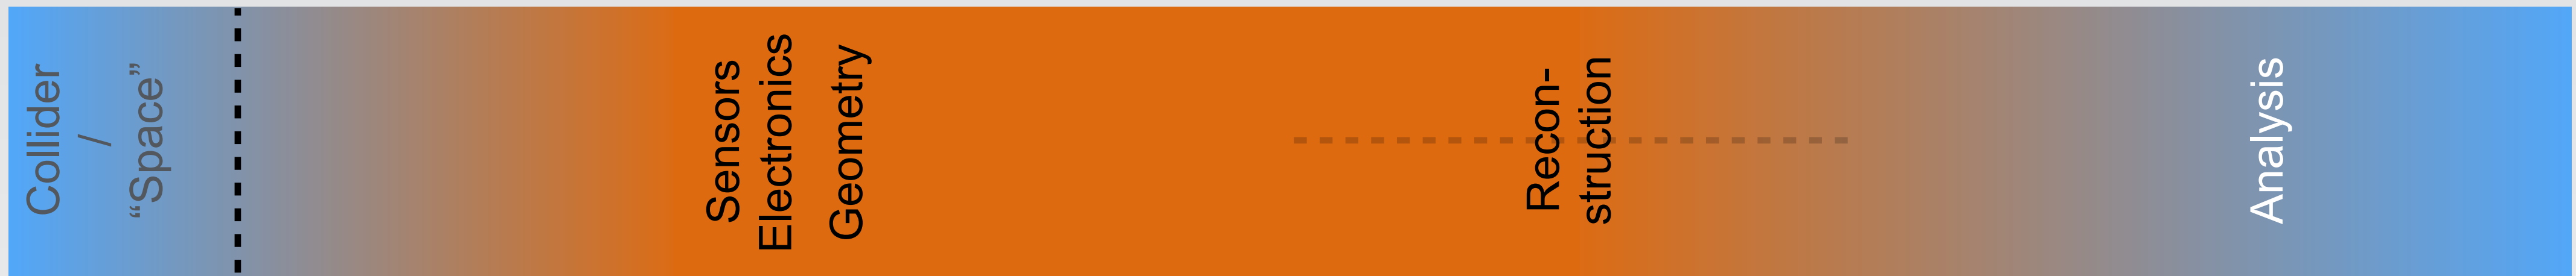 Collider
/
“Space”
Sensors
Electronics
Geometry
Recon-
struction
Analysis